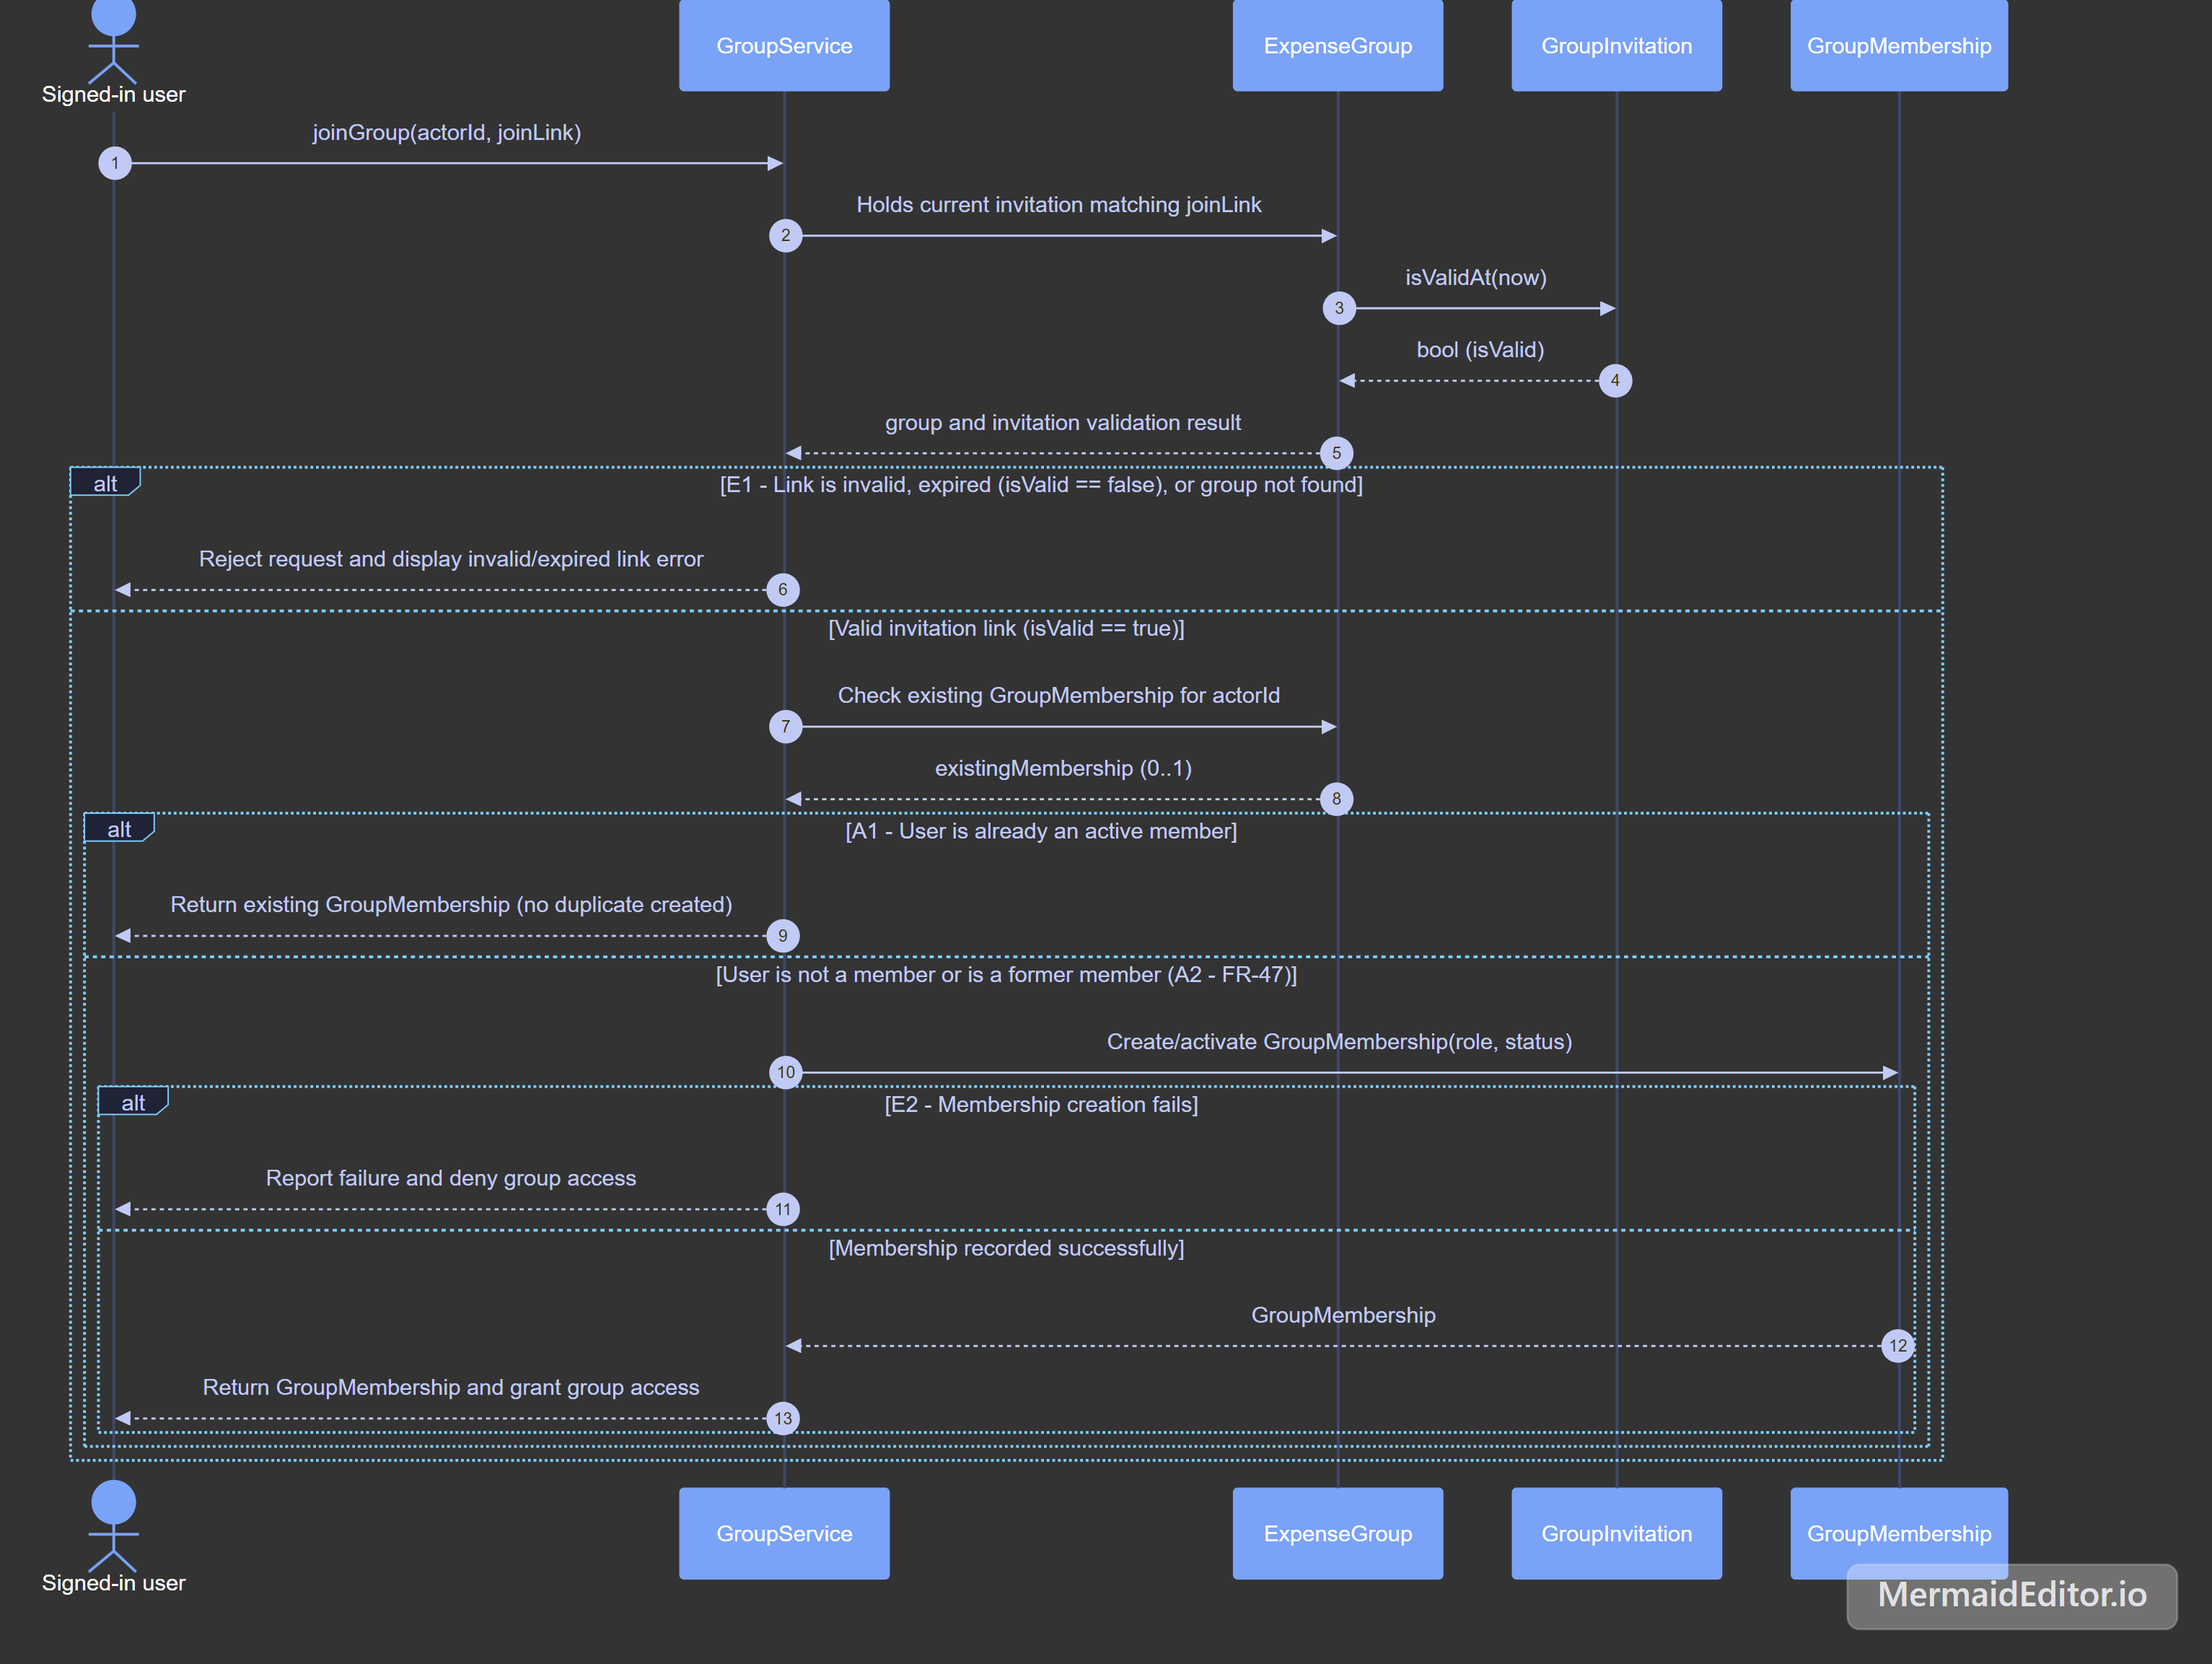 Signed-in user
GroupService
ExpenseGroup
GroupInvitation
GroupMembership
joinGroup(actorId, joinLink)
1
Holds current invitation matching joinLink
2
isValidAt(now)
3
bool (isValid)
4
group and invitation validation result
5
alt
[E1 - Link is invalid, expired (isValid == false), or group not found]
Reject request and display invalid/expired link error
6
[Valid invitation link (isValid == true)]
Check existing GroupMembership for actorId
7
existingMembership (0..1)
8
alt
[A1 - User is already an active member]
Return existing GroupMembership (no duplicate created)
9
[User is not a member or is a former member (A2 - FR-47)]
Create/activate GroupMembership(role, status)
10
alt
[E2 - Membership creation fails]
Report failure and deny group access
11
[Membership recorded successfully]
GroupMembership
12
Return GroupMembership and grant group access
13
Signed-in user
GroupService
ExpenseGroup
GroupInvitation
GroupMembership
MermaidEditor.io